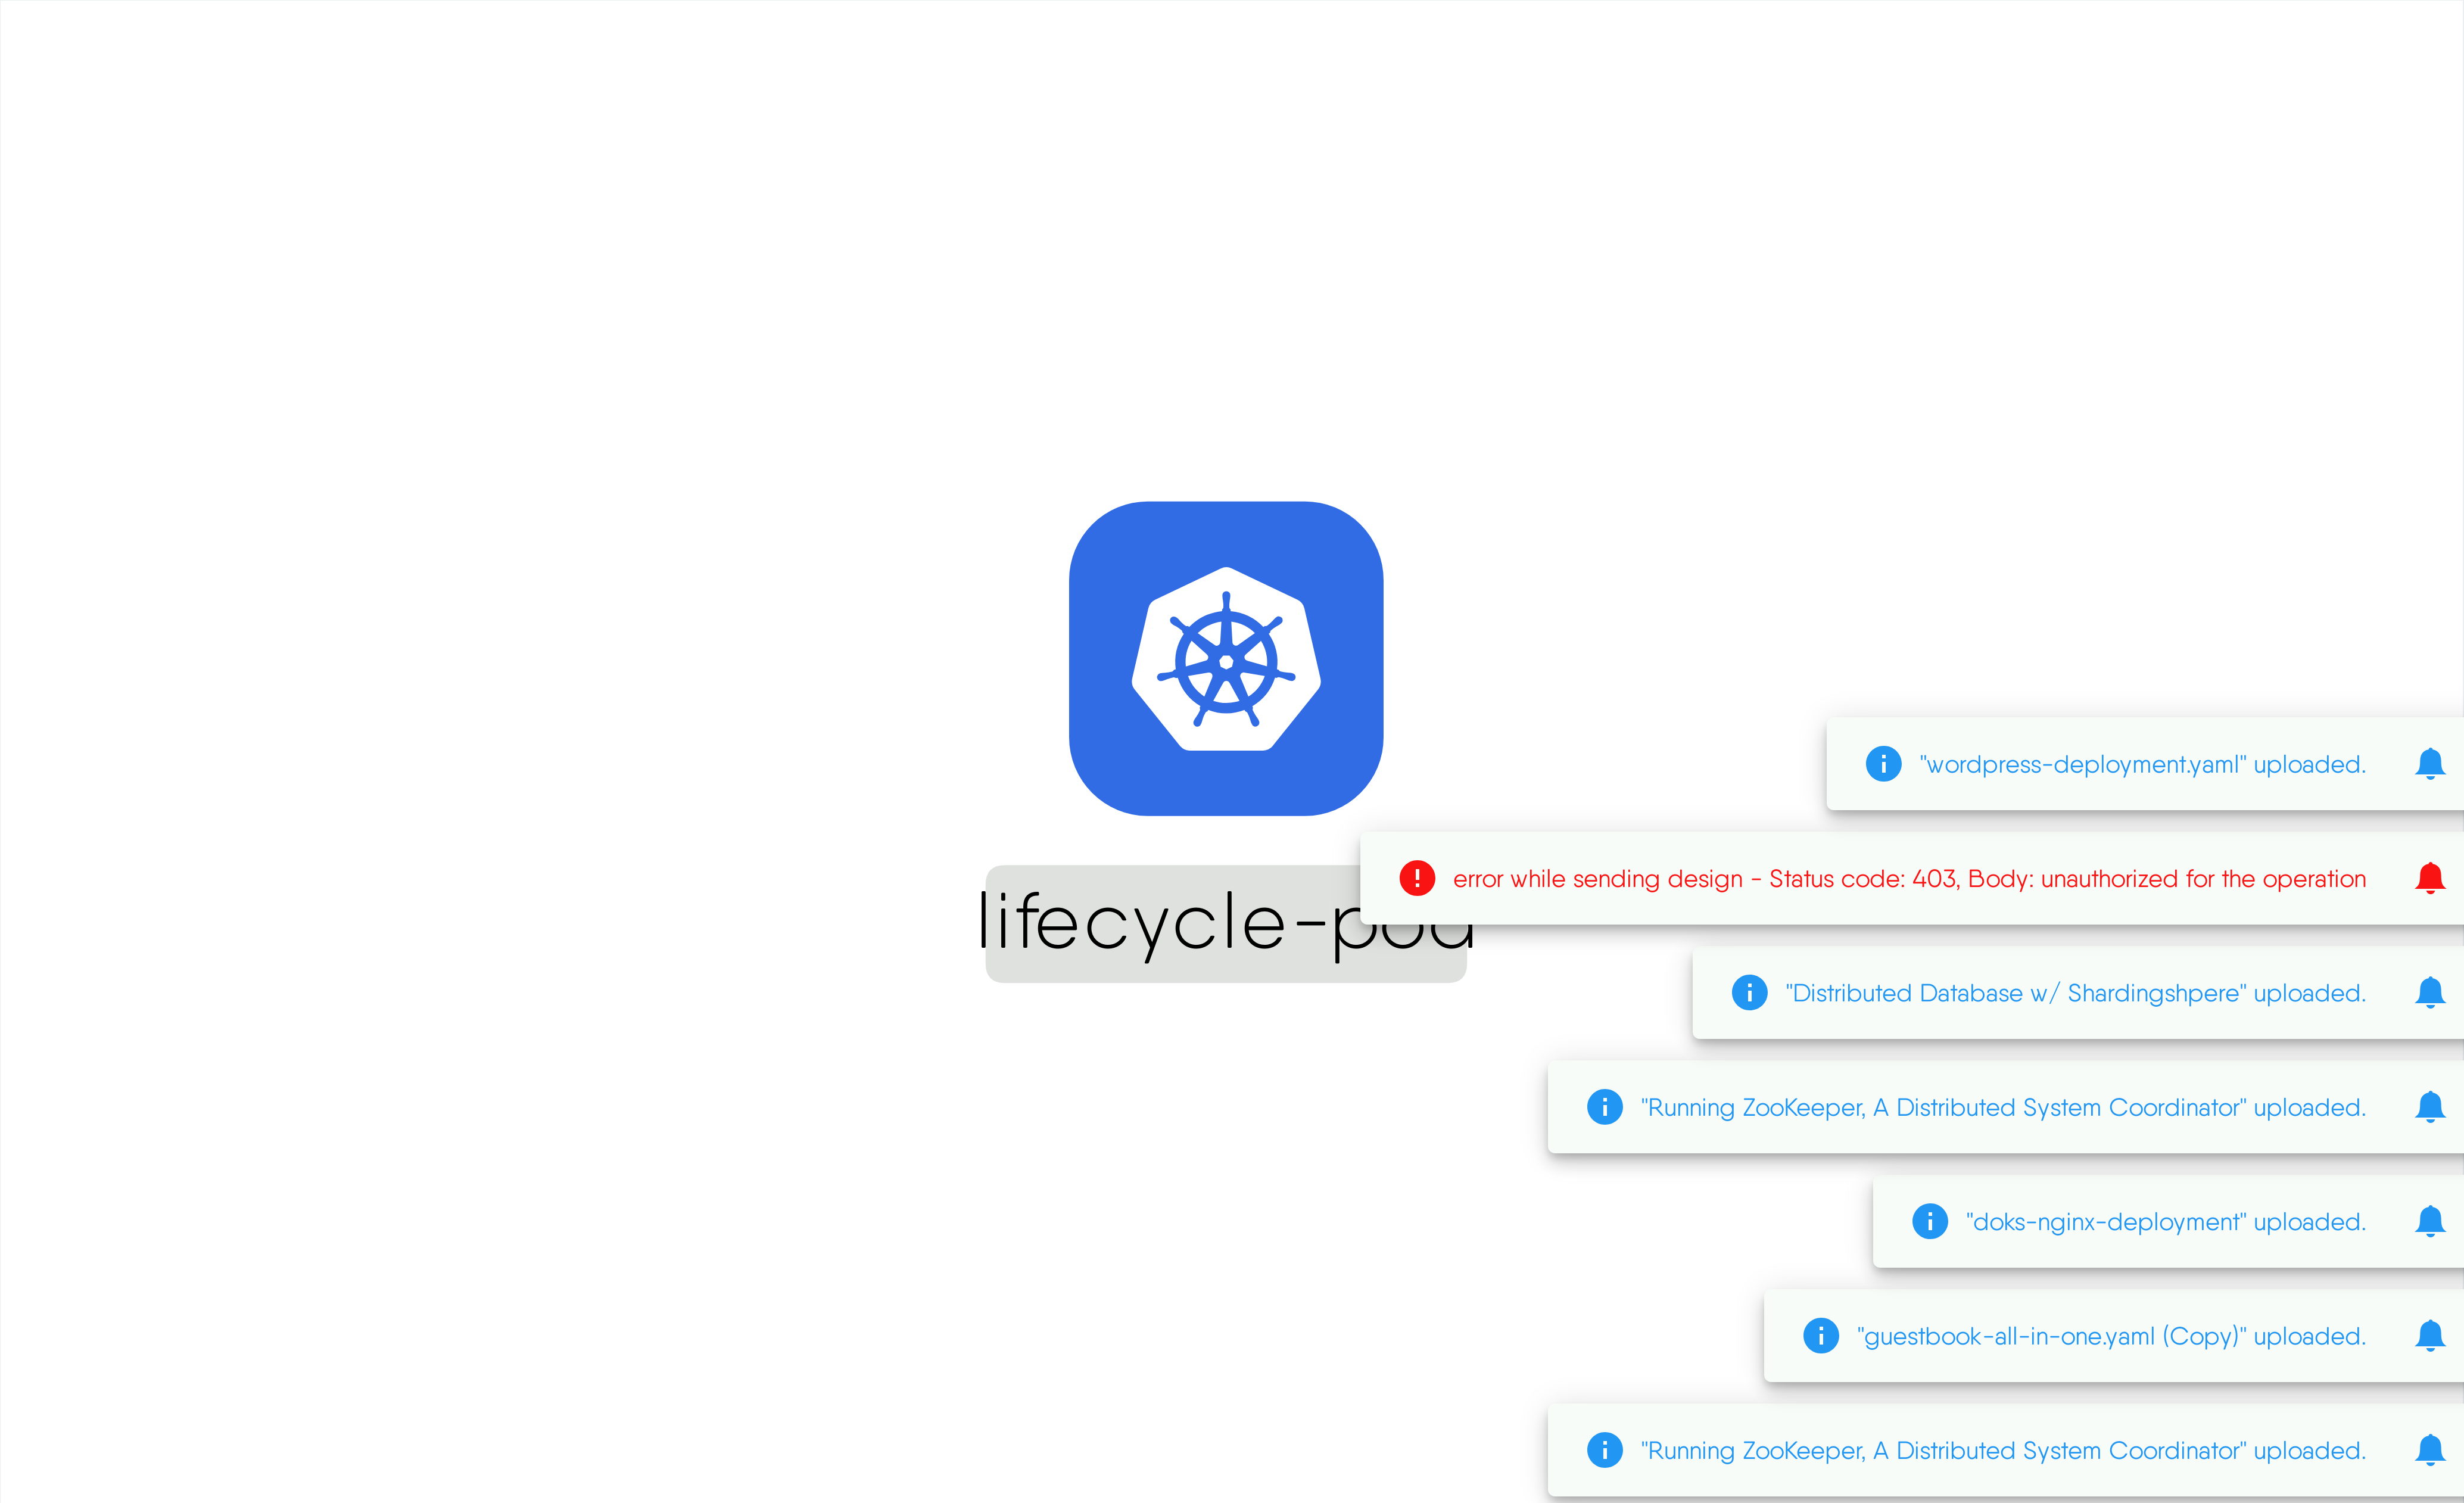 "wordpress-deployment.yaml" uploaded.
error while sending design - Status code: 403, Body: unauthorized for the operation
lifecycle-pod
"Distributed Database w/ Shardingshpere" uploaded.
"Running ZooKeeper, A Distributed System Coordinator" uploaded.
"doks-nginx-deployment" uploaded.
"guestbook-all-in-one.yaml (Copy)" uploaded.
"Running ZooKeeper, A Distributed System Coordinator" uploaded.